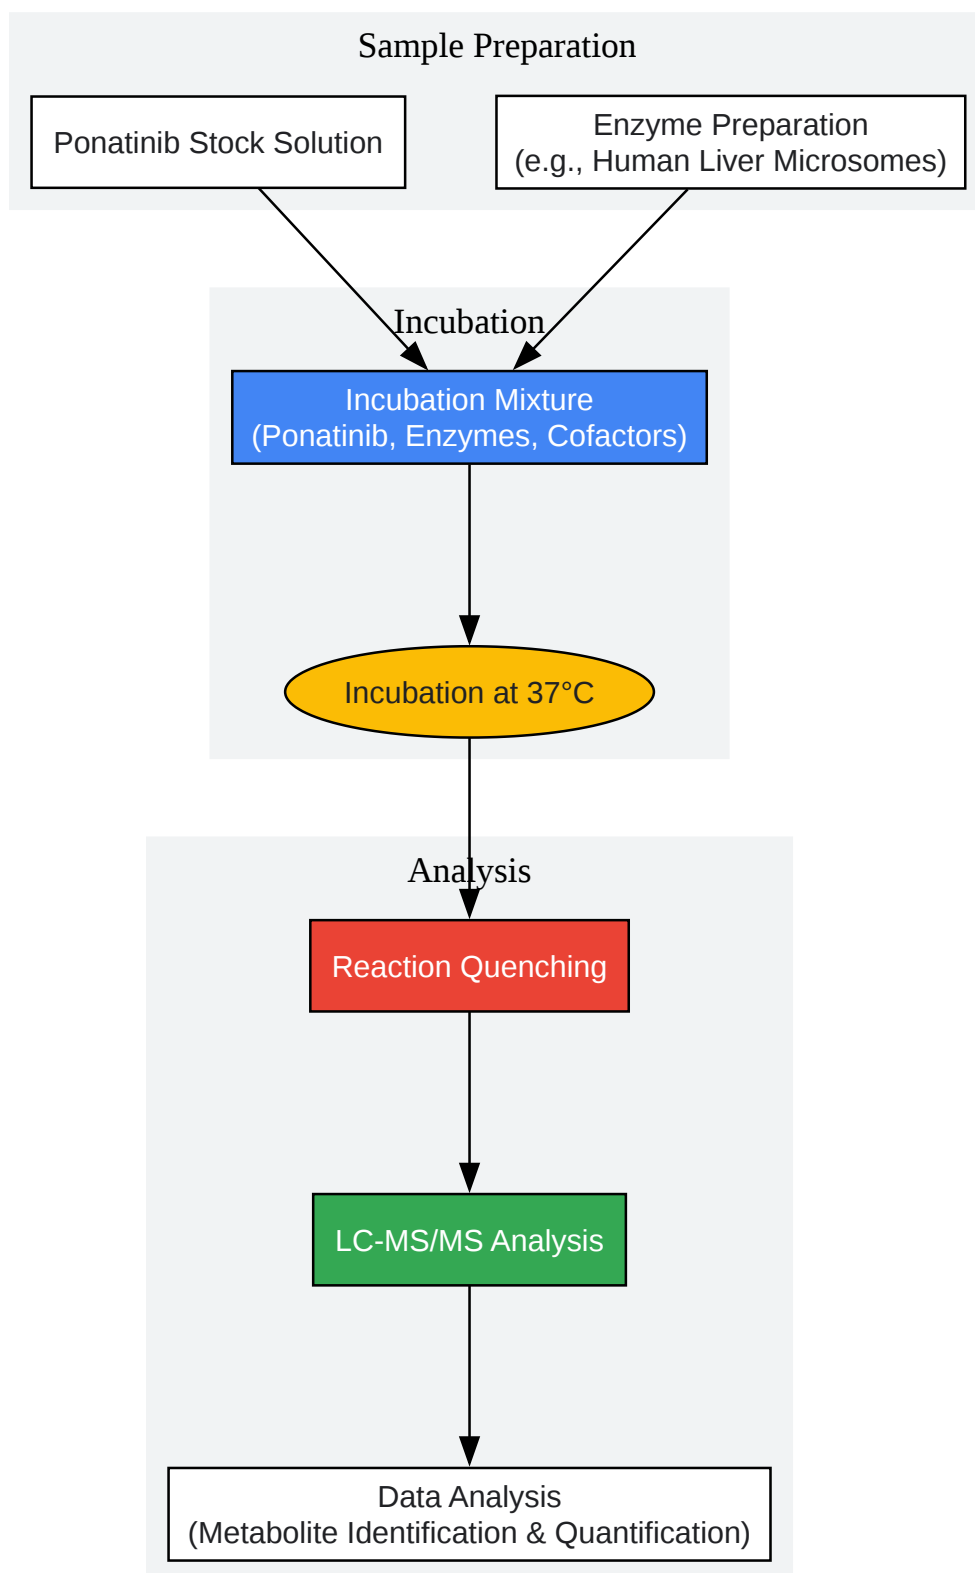 Sample Preparation
Ponatinib Stock Solution
Enzyme Preparation
(e.g., Human Liver Microsomes)
Incubation
Incubation Mixture
(Ponatinib, Enzymes, Cofactors)
Incubation at 37°C
Analysis
Reaction Quenching
LC-MS/MS Analysis
Data Analysis
(Metabolite Identification & Quantification)